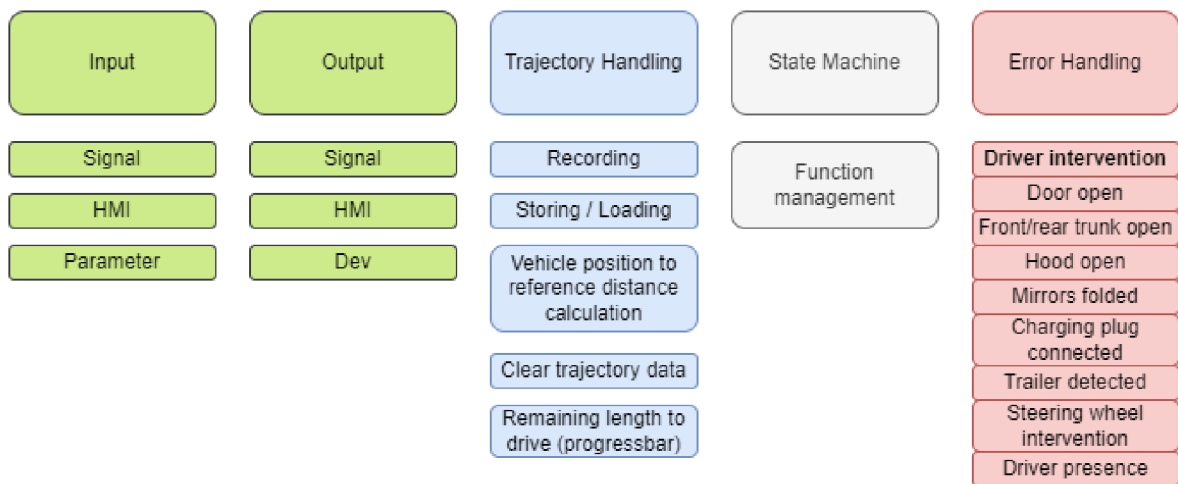 Input
Output
Trajectory Handling
State Machine
Error Handling
Signal
HMI
Parameter
Signal
HMI
Dev
Recording
Storing / Loading
Vehicle position to
reference distance
calculation
Clear trajectory data
Remaining length to
drive (progressbar)
Function
management
Driver intervention
Door open
Front/rear trunk open
Hood open
Mirrors folded
Charging plug
connected
Trailer detected
Steering wheel
intervention
Driver presence